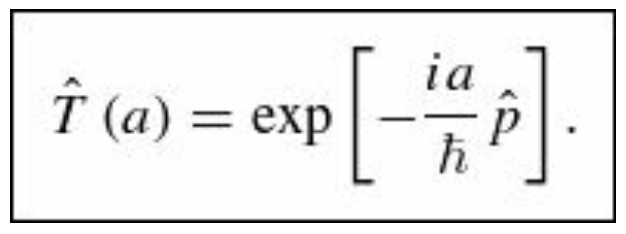 T̂ (a) = exp [ − ia/ħ p̂ ] .